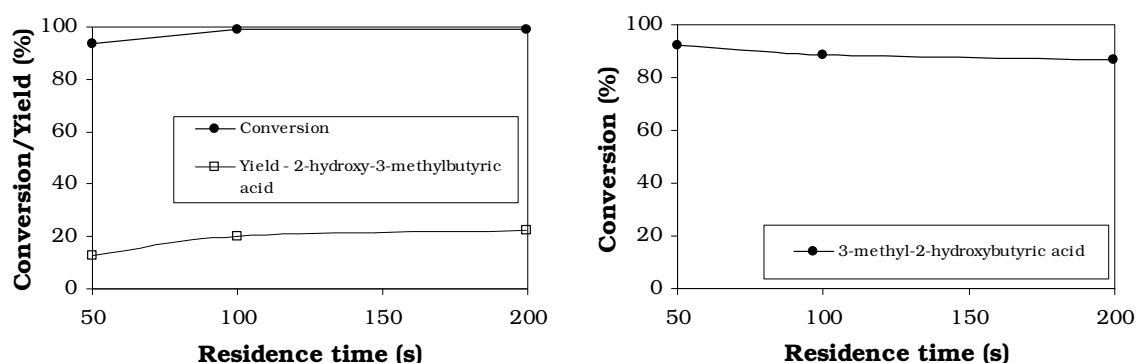 Conversion/Yield (%)
100
80
60
40
20
0
Conversion
Yield - 2-hydroxy-3-methylbutyric
acid
50
100
150
200
Residence time (s)
Conversion (%)
100
80
60
40
20
0
3-methyl-2-hydroxybutyric acid
50
100
150
200
Residence time (s)